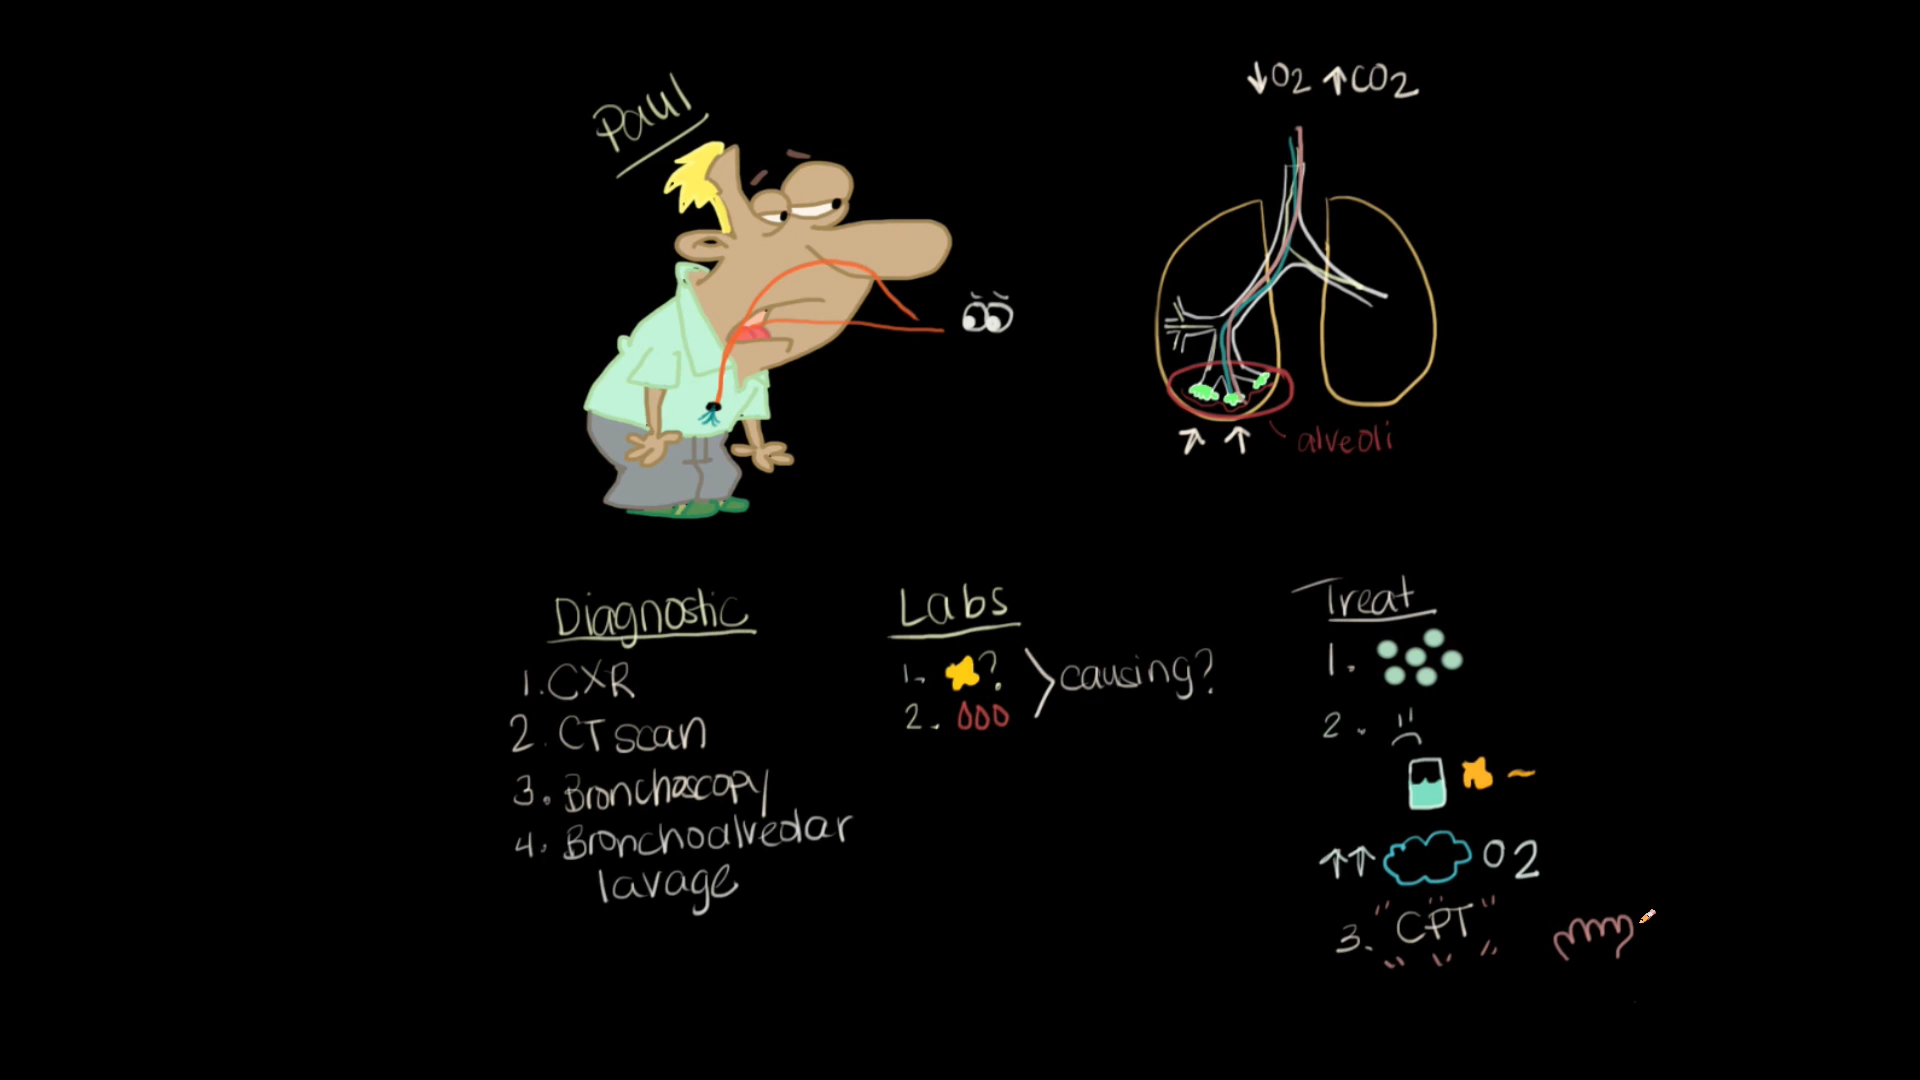 Paul
↓O2 ↑CO2
alveoli
Diagnostic
1. CXR
2. CT scan
3. Bronchoscopy
4. Bronchoalveolar
lavage
Labs
1. ?
2.
causing?
Treat
1.
2.
↑↑ O2
3. "CPT"